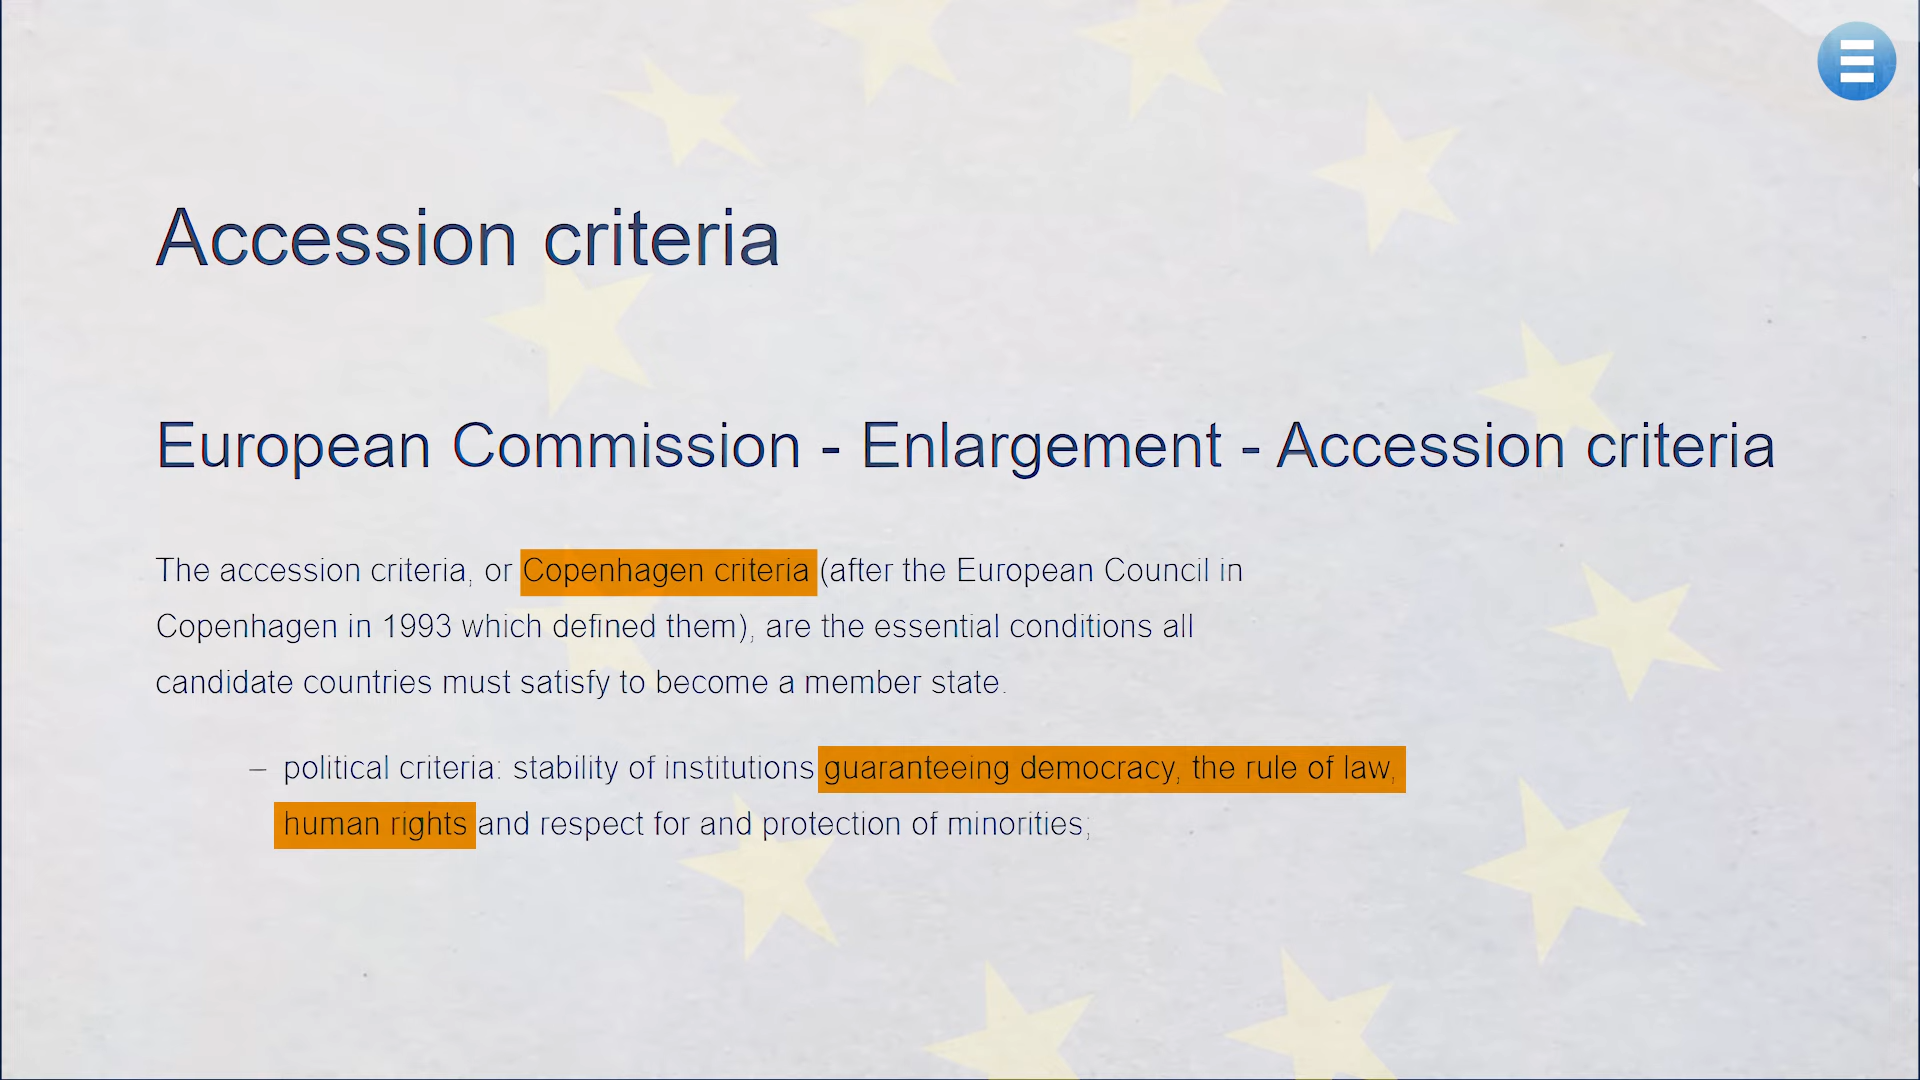 Accession criteria
European Commission - Enlargement - Accession criteria
The accession criteria, or Copenhagen criteria (after the European Council in
Copenhagen in 1993 which defined them), are the essential conditions all
candidate countries must satisfy to become a member state.
– political criteria: stability of institutions guaranteeing democracy, the rule of law,
human rights and respect for and protection of minorities;